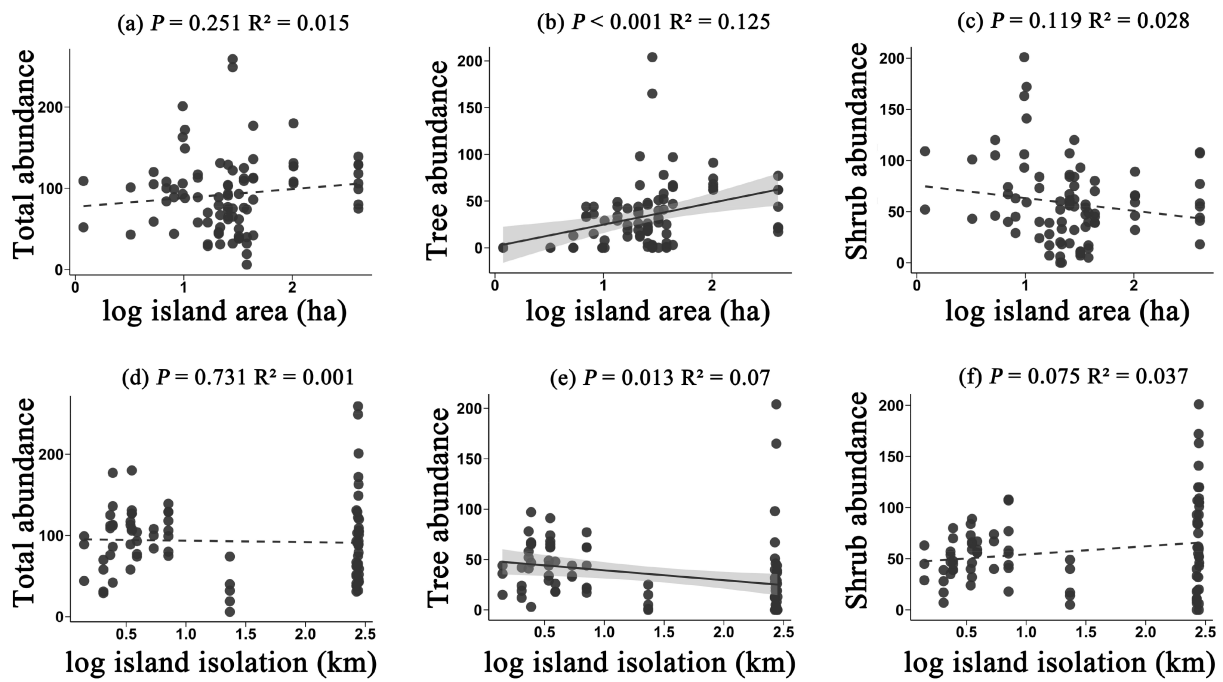 (a) P = 0.251 R² = 0.015
Total abundance
200
100
0
0
1
2
log island area (ha)
(b) P < 0.001 R² = 0.125
Tree abundance
200
150
100
50
0
0
1
2
log island area (ha)
(c) P = 0.119 R² = 0.028
Shrub abundance
200
150
100
50
0
0
1
2
log island area (ha)
(d) P = 0.731 R² = 0.001
Total abundance
200
100
0
0.5
1.0
1.5
2.0
2.5
log island isolation (km)
(e) P = 0.013 R² = 0.07
Tree abundance
200
150
100
50
0
0.5
1.0
1.5
2.0
2.5
log island isolation (km)
(f) P = 0.075 R² = 0.037
Shrub abundance
200
150
100
50
0
0.5
1.0
1.5
2.0
2.5
log island isolation (km)